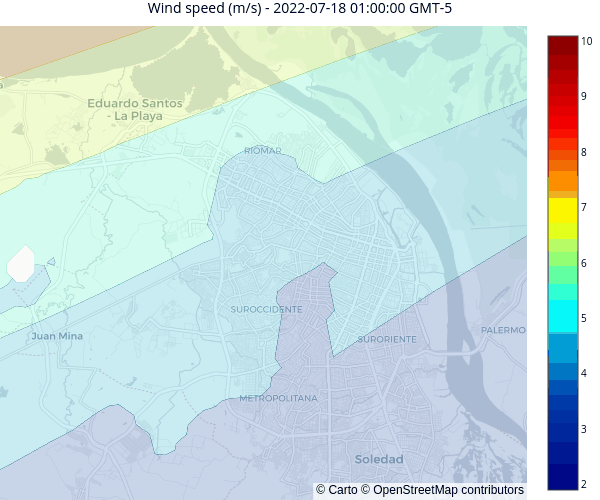 Wind speed (m/s) - 2022-07-18 01:00:00 GMT-5
10
9
8
7
6
5
4
3
2
Eduardo Santos
- La Playa
RIOMAR
SUROCCIDENTE
Juan Mina
SURORIENTE
PALERMO
METROPOLITANA
Soledad
© Carto © OpenStreetMap contributors